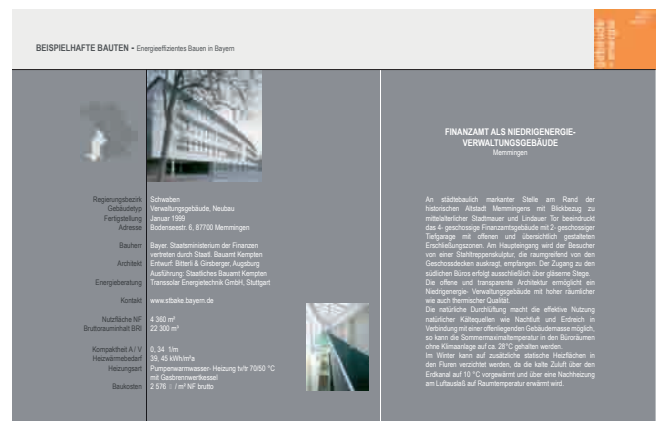 BEISPIELHAFTE BAUTEN - Energieeffizientes Bauen in Bayern
gebäude
+ energie
Regierungsbezirk Schwaben
Gebäudetyp Verwaltungsgebäude, Neubau
Fertigstellung Januar 1999
Adresse Bodenseestr. 6, 87700 Memmingen
Bauherr Bayer. Staatsministerium der Finanzen
vertreten durch Staatl. Bauamt Kempten
Architekt Entwurf: Bitterli & Girsberger, Augsburg
Ausführung: Staatliches Bauamt Kempten
Energieberatung Transsolar Energietechnik GmbH, Stuttgart
Kontakt www.stbake.bayern.de
Nutzfläche NF 4 360 m²
Bruttorauminhalt BRI 22 300 m³
Kompaktheit A / V 0, 34 1/m
Heizwärmebedarf 39, 45 kWh/m²a
Heizungsart Pumpenwarmwasser- Heizung tv/tr 70/50 °C
mit Gasbrennwertkessel
Baukosten 2 576 / m² NF brutto
FINANZAMT ALS NIEDRIGENERGIE-
VERWALTUNGSGEBÄUDE
Memmingen
An städtebaulich markanter Stelle am Rand der
historischen Altstadt Memmingens mit Blickbezug zu
mittelalterlicher Stadtmauer und Lindauer Tor beeindruckt
das 4- geschossige Finanzamtsgebäude mit 2- geschossiger
Tiefgarage mit offenen und übersichtlich gestalteten
Erschließungszonen. Am Haupteingang wird der Besucher
von einer Stahltreppenskulptur, die raumgreifend von den
Geschossdecken auskragt, empfangen. Der Zugang zu den
südlichen Büros erfolgt ausschließlich über gläserne Stege.
Die offene und transparente Architektur ermöglicht ein
Niedrigenergie- Verwaltungsgebäude mit hoher räumlicher
wie auch thermischer Qualität.
Die natürliche Durchlüftung macht die effektive Nutzung
natürlicher Kältequellen wie Nachtluft und Erdreich in
Verbindung mit einer offenliegenden Gebäudemasse möglich,
so kann die Sommermaximaltemperatur in den Büroräumen
ohne Klimaanlage auf ca. 28°C gehalten werden.
Im Winter kann auf zusätzliche statische Heizflächen in
den Fluren verzichtet werden, da die kalte Zuluft über den
Erdkanal auf 10 °C vorgewärmt und über eine Nachheizung
am Luftauslaß auf Raumtemperatur erwärmt wird.